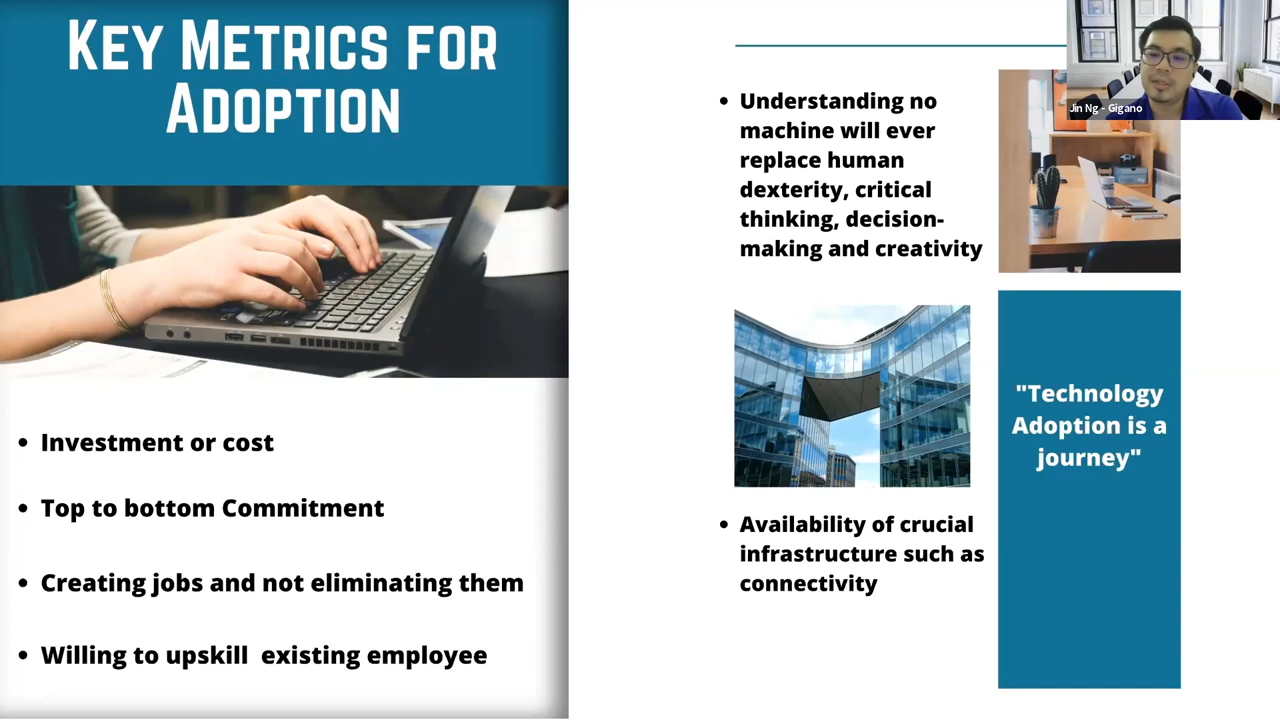 KEY METRICS FOR
ADOPTION
• Investment or cost
• Top to bottom Commitment
• Creating jobs and not eliminating them
• Willing to upskill  existing employee
• Understanding no
machine will ever
replace human
dexterity, critical
thinking, decision-
making and creativity
• Availability of crucial
infrastructure such as
connectivity
"Technology
Adoption is a
journey"
Jin Ng - Gigano